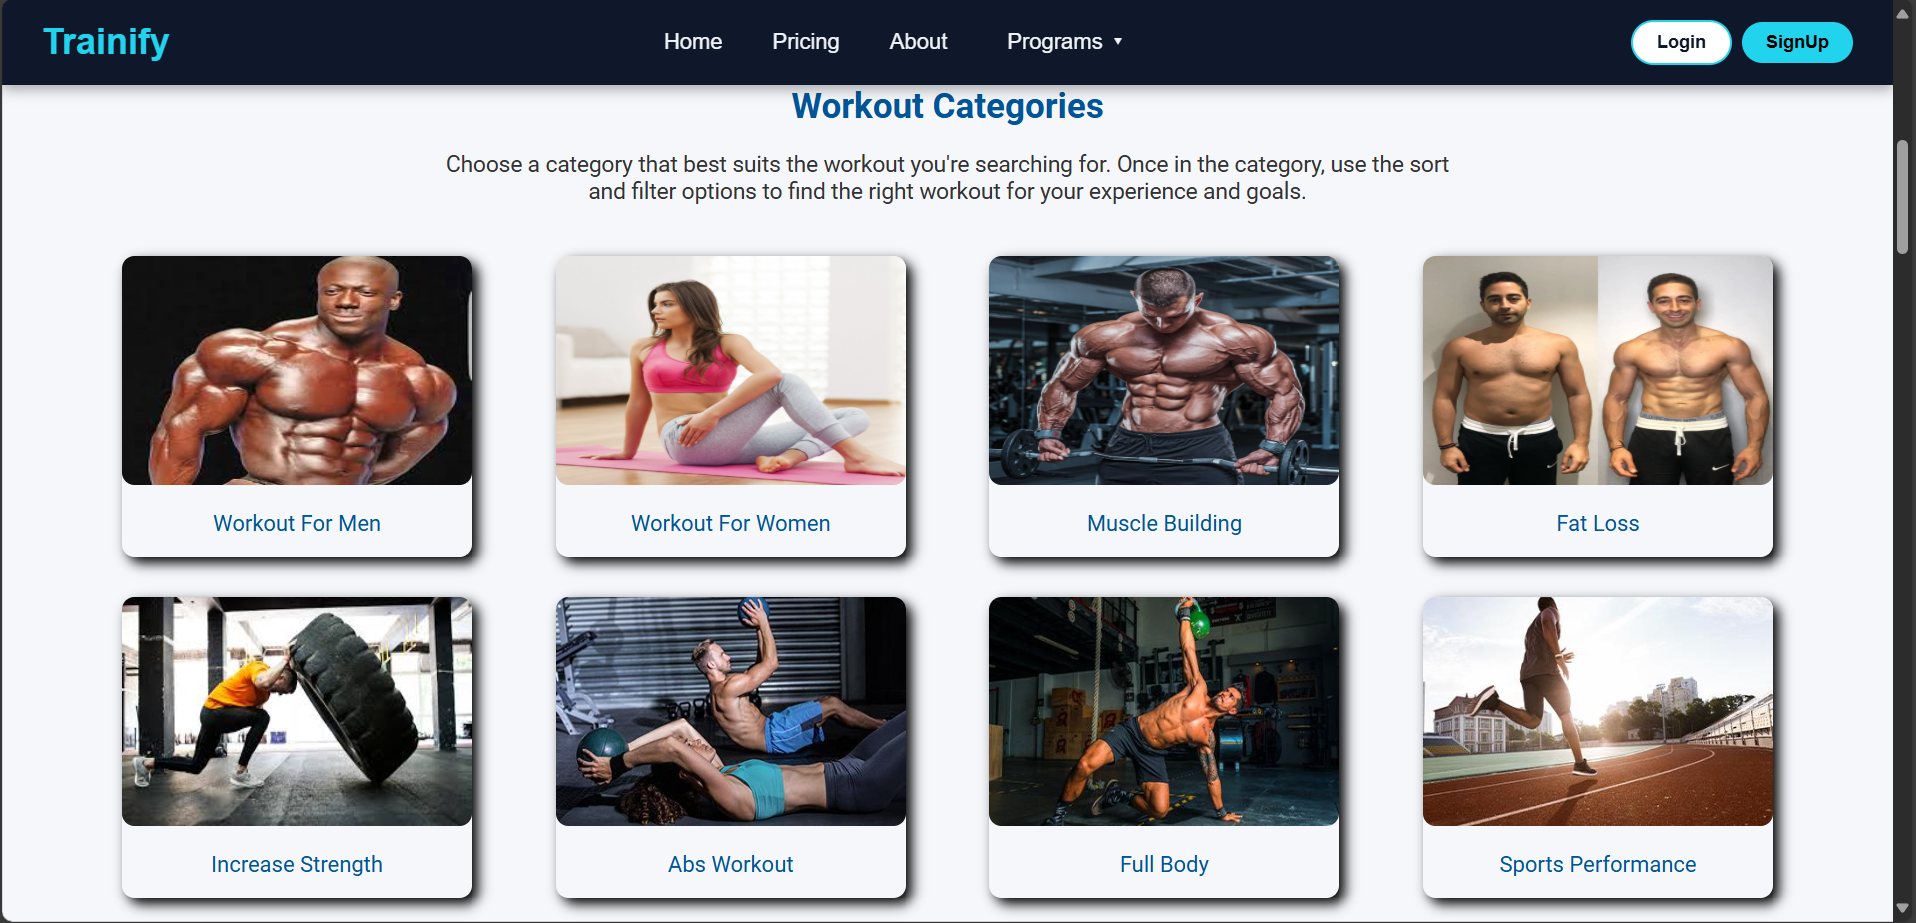 Trainify
Home
Pricing
About
Programs ▼
Login
SignUp
Workout Categories
Choose a category that best suits the workout you're searching for. Once in the category, use the sort
and filter options to find the right workout for your experience and goals.
Workout For Men
Workout For Women
Muscle Building
Fat Loss
Increase Strength
Abs Workout
Full Body
Sports Performance